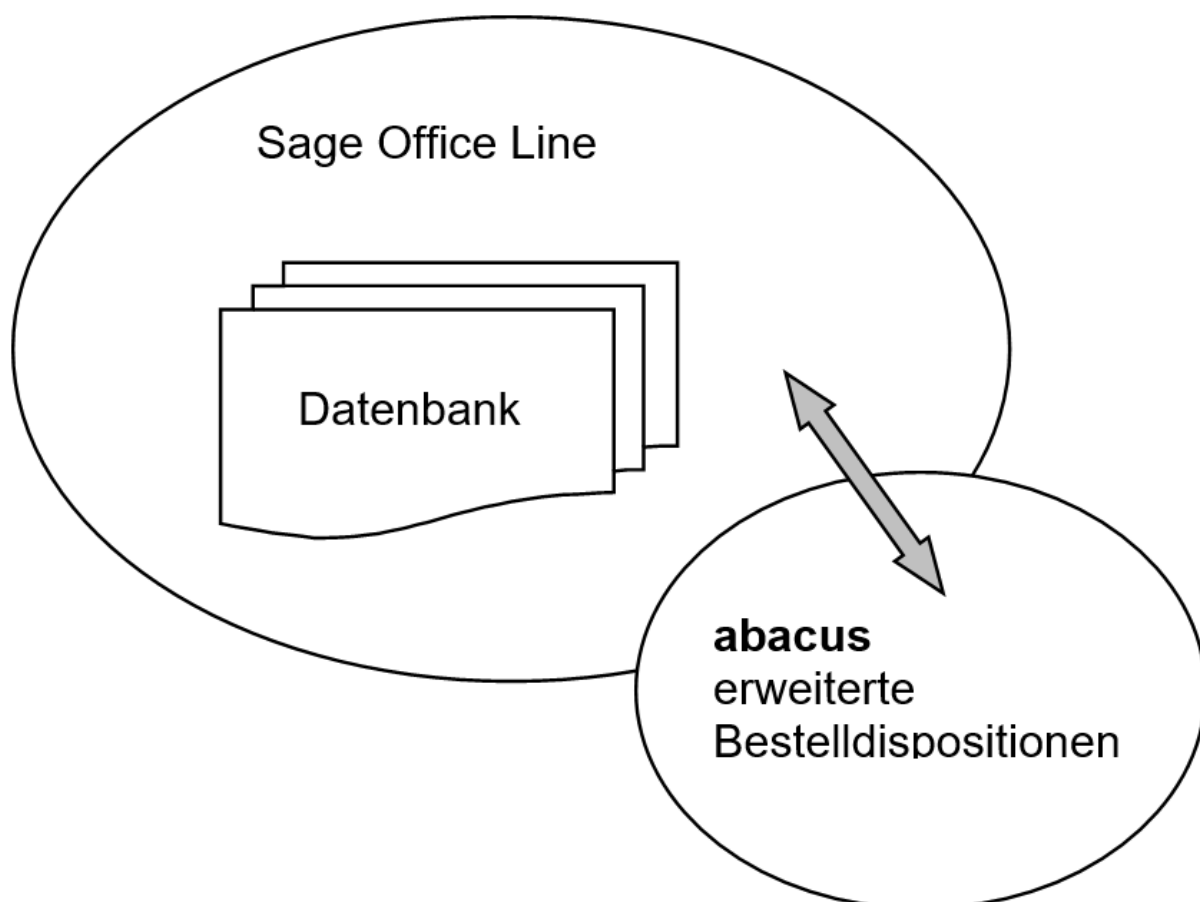 Sage Office Line
Datenbank
abacus
erweiterte
Bestelldispositionen